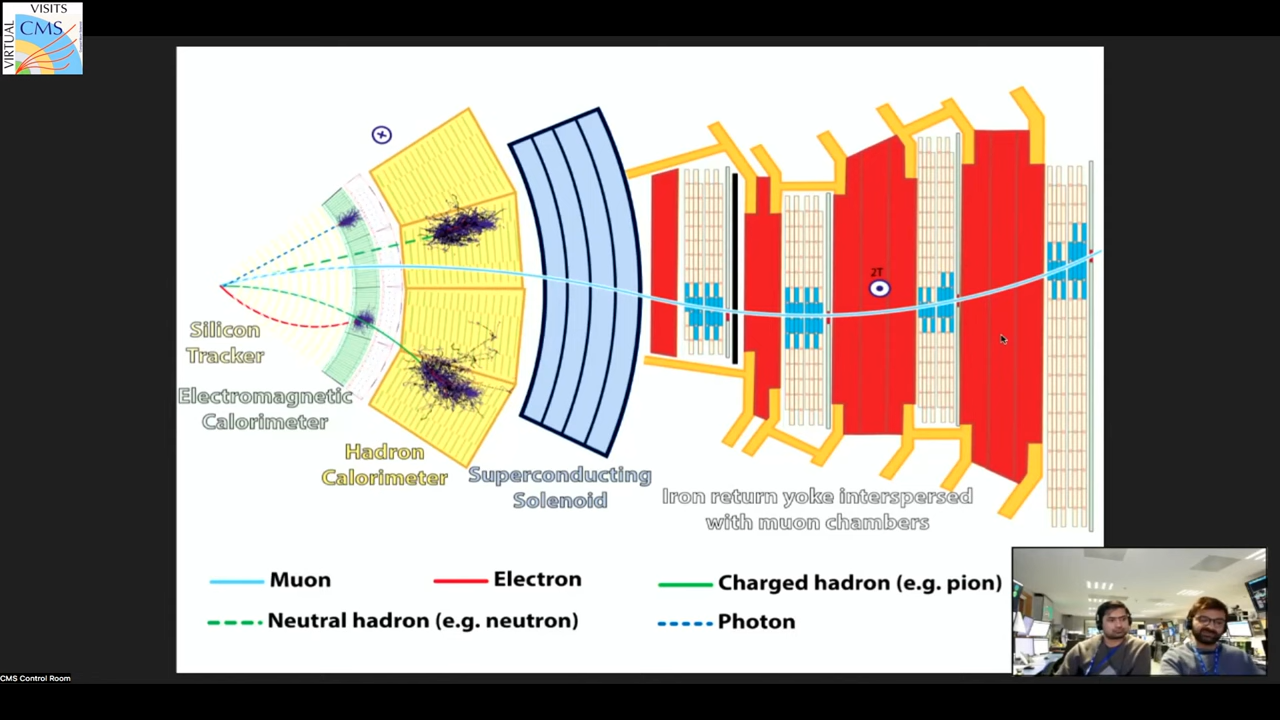 VISITS
CMS
VIRTUAL
2T
Silicon
Tracker
Electromagnetic
Calorimeter
Hadron
Calorimeter
Superconducting
Solenoid
Iron return yoke interspersed
with muon chambers
Muon
Electron
Charged hadron (e.g. pion)
Neutral hadron (e.g. neutron)
Photon
CMS Control Room